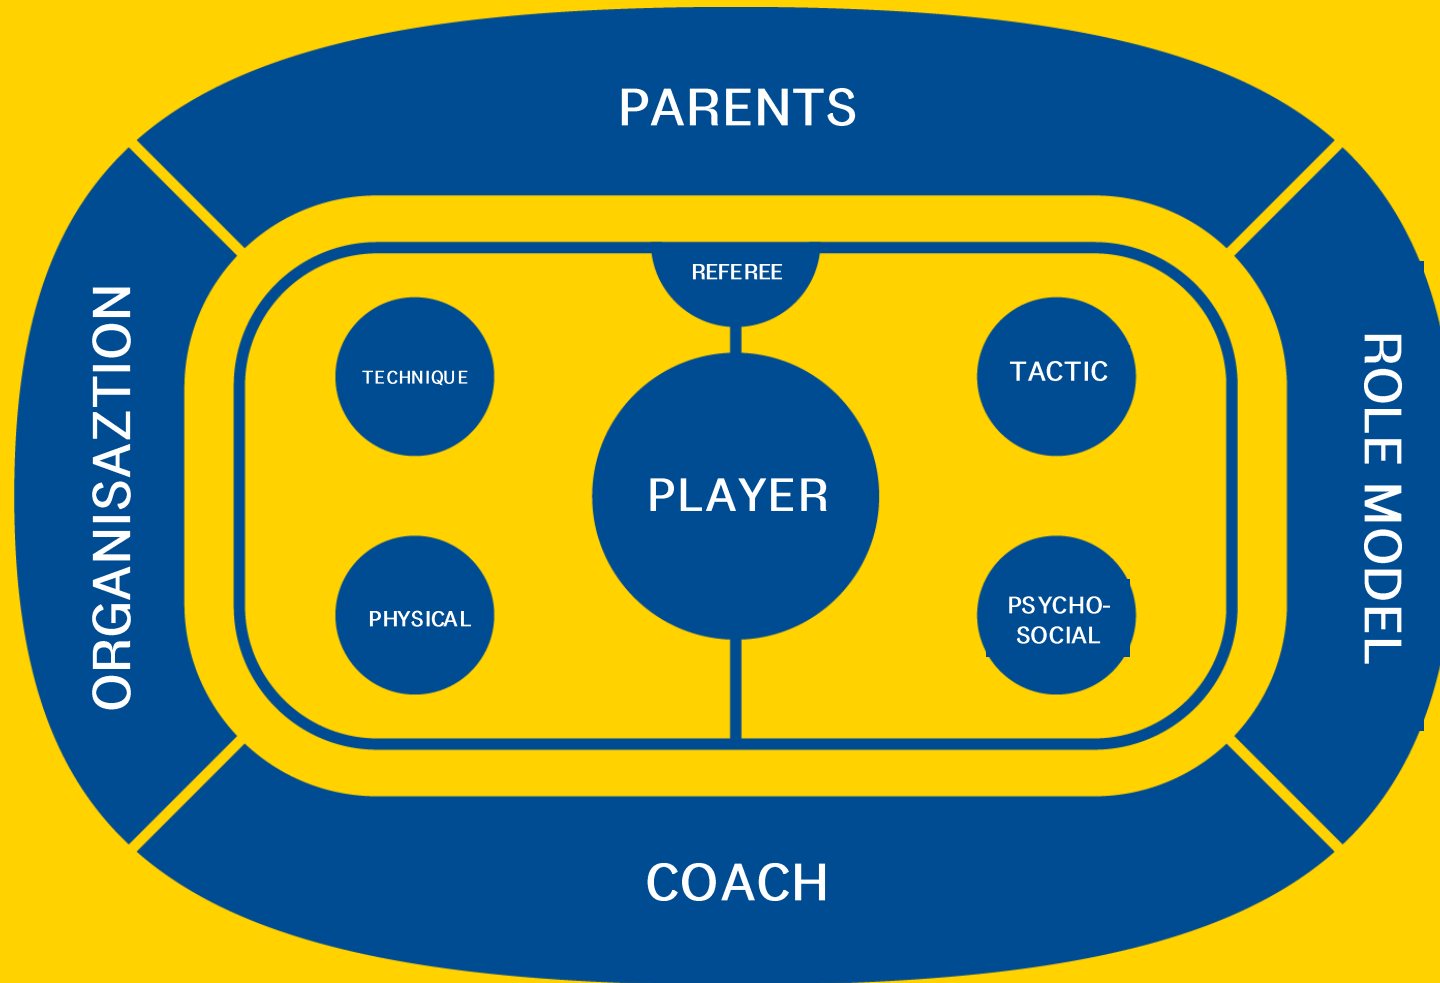 PARENTS
REFEREE
TECHNIQUE
TACTIC
ORGANISAZTION
PLAYER
ROLE MODEL
PHYSICAL
PSYCHO-
SOCIAL
COACH